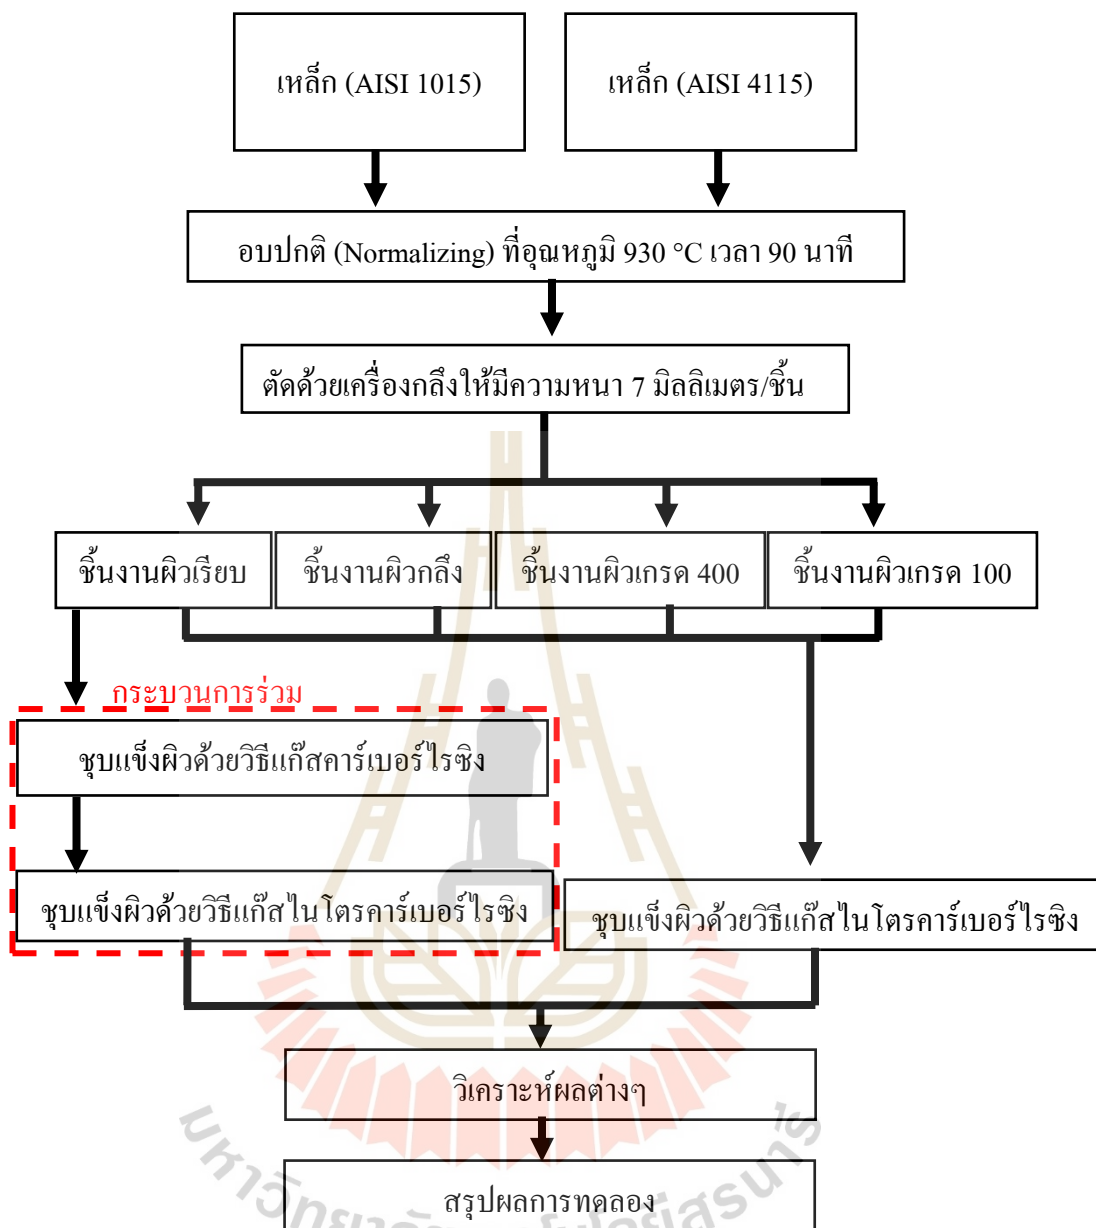 เหล็ก (AISI 1015)
เหล็ก (AISI 4115)
อบปกติ (Normalizing) ที่อุณหภูมิ 930 °C เวลา 90 นาที
ตัดด้วยเครื่องกลึงให้มีความหนา 7 มิลลิเมตร/ชิ้น
ชิ้นงานผิวเรียบ
ชิ้นงานผิวกลึง
ชิ้นงานผิวเกรด 400
ชิ้นงานผิวเกรด 100
กระบวนการร่วม
ชุบแข็งผิวด้วยวิธีแก๊สคาร์เบอร์ไรซิง
ชุบแข็งผิวด้วยวิธีแก๊สไนโตรคาร์เบอร์ไรซิง
ชุบแข็งผิวด้วยวิธีแก๊สไนโตรคาร์เบอร์ไรซิง
วิเคราะห์ผลต่างๆ
สรุปผลการทดลอง